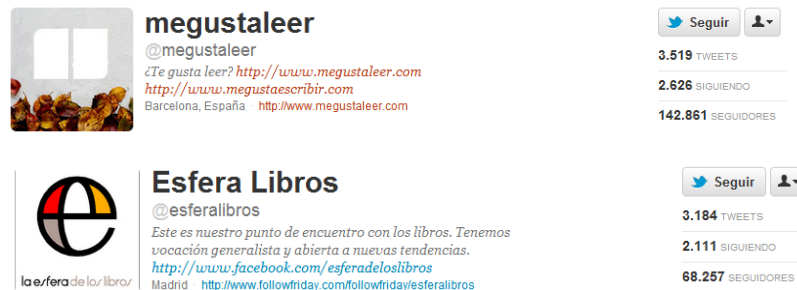 megustaleer
@megustaleer
¿Te gusta leer? http://www.megustaleer.com
http://www.megustaescribir.com
Barcelona, España · http://www.megustaleer.com
Seguir
3.519 TWEETS
2.626 SIGUIENDO
142.861 SEGUIDORES
la esfera de los libros
Esfera Libros
@esferalibros
Este es nuestro punto de encuentro con los libros. Tenemos
vocación generalista y abierta a nuevas tendencias.
http://www.facebook.com/esferadeloslibros
Madrid · http://www.followfriday.com/followfriday/esferalibros
Seguir
3.184 TWEETS
2.111 SIGUIENDO
68.257 SEGUIDORES